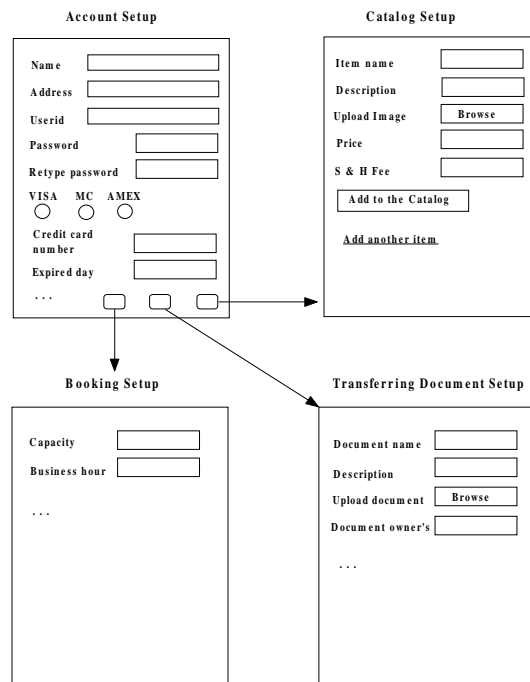 Account Setup
Name
Address
Userid
Password
Retype password
VISA MC AMEX
Credit card
number
Expired day
...
Catalog Setup
Item name
Description
Upload Image Browse
Price
S & H Fee
Add to the Catalog
Add another item
Booking Setup
Capacity
Business hour
...
Transferring Document Setup
Document name
Description
Upload document Browse
Document owner's
...